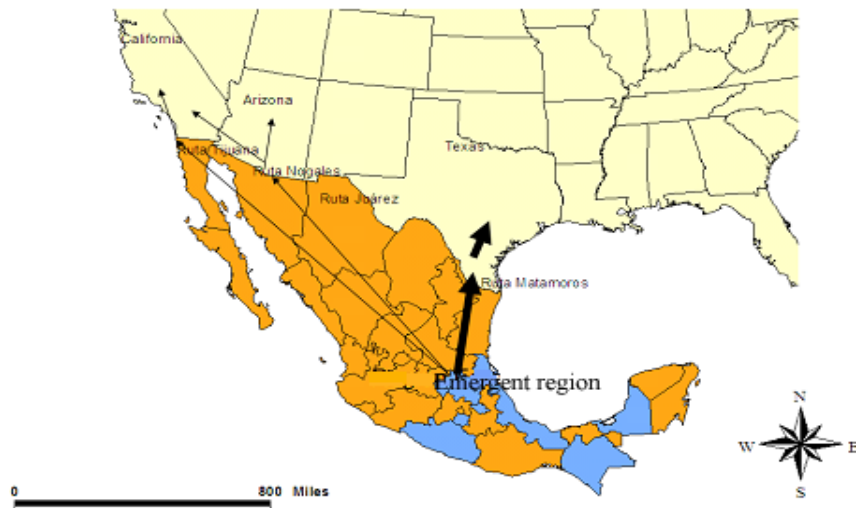 California
Arizona
Texas
Ruta Tijuana
Ruta Nogales
Ruta Juárez
Ruta Matamoros
Emergent region
N
W E
S
0 800 Miles